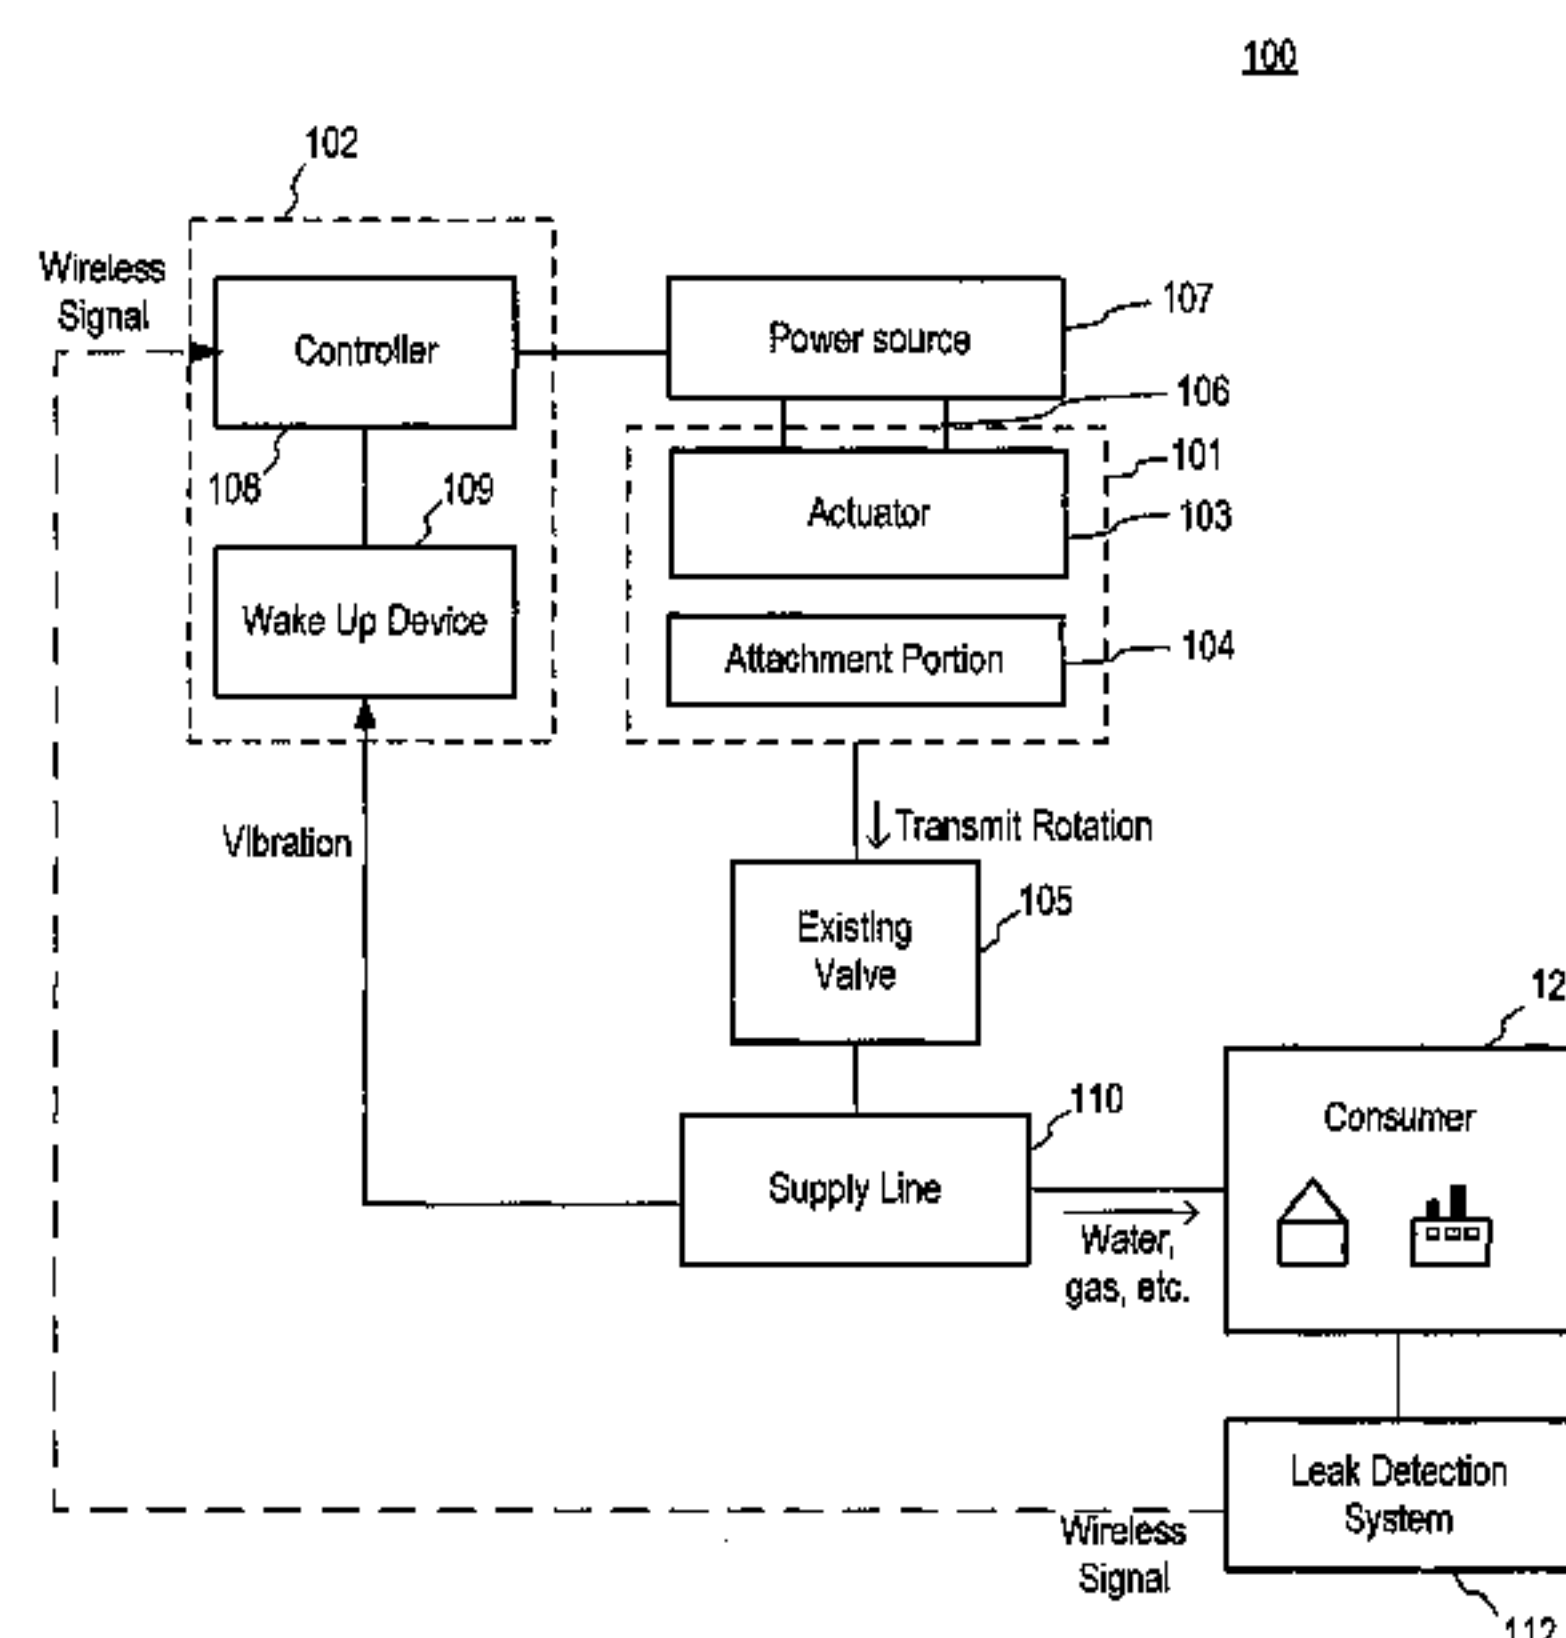 100
102
Wireless
Signal
Controller
Power source
107
106
108
109
101
Actuator
103
Wake Up Device
Attachment Portion
104
Vibration
Transmit Rotation
Existing
Valve
105
110
Supply Line
Water,
gas, etc.
12
Consumer
Leak Detection
System
Wireless
Signal
112